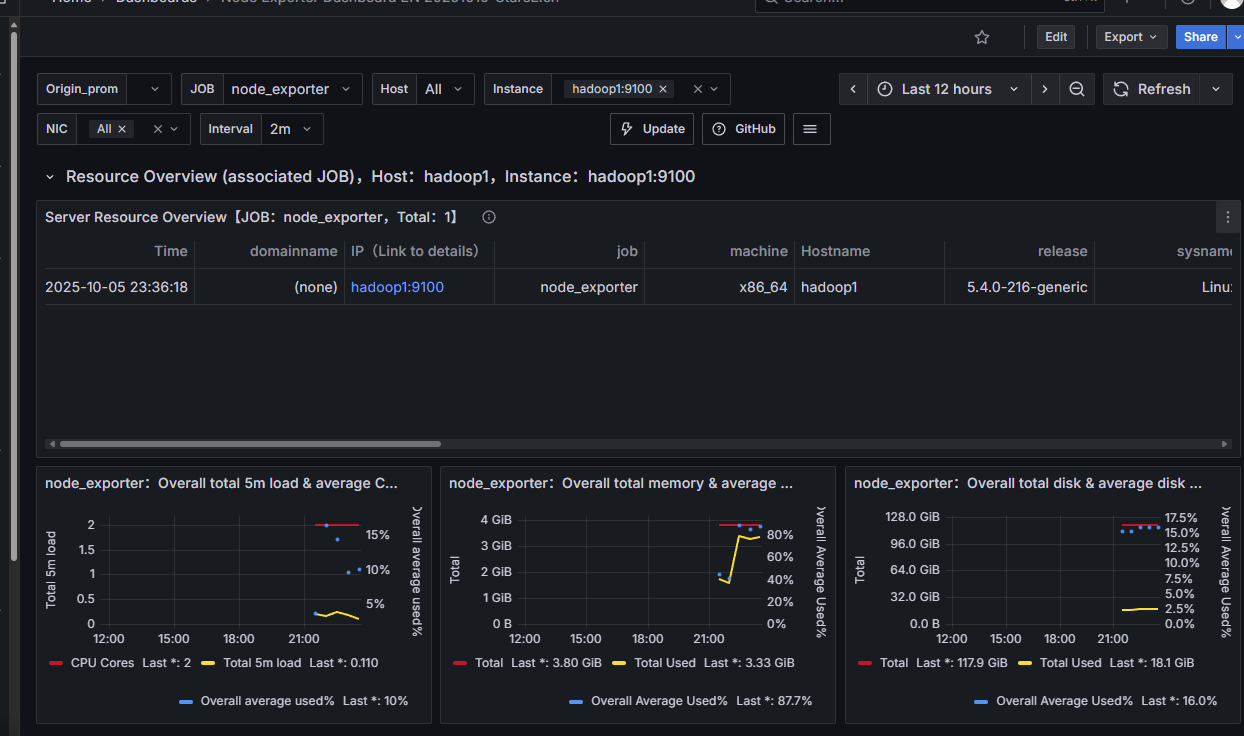 Home > Dashboards > Node Exporter Dashboard EN 20201010-StarsL.cn
Search...
Edit Export Share
Origin_prom JOB node_exporter Host All Instance hadoop1:9100 Last 12 hours Refresh
NIC All Interval 2m Update GitHub
Resource Overview (associated JOB)，Host：hadoop1，Instance：hadoop1:9100
Server Resource Overview【JOB：node_exporter，Total：1】
Time domainname IP（Link to details) job machine Hostname release sysname
2025-10-05 23:36:18 (none) hadoop1:9100 node_exporter x86_64 hadoop1 5.4.0-216-generic Linux
node_exporter：Overall total 5m load & average C...
Total 5m load
2
1.5
1
0.5
0
15%
10%
5%
Overall average used%
12:00 15:00 18:00 21:00
CPU Cores Last *: 2 Total 5m load Last *: 0.110
Overall average used% Last *: 10%
node_exporter：Overall total memory & average ...
Total
4 GiB
3 GiB
2 GiB
1 GiB
0 B
80%
60%
40%
20%
0%
Overall Average Used%
12:00 15:00 18:00 21:00
Total Last *: 3.80 GiB Total Used Last *: 3.33 GiB
Overall Average Used% Last *: 87.7%
node_exporter：Overall total disk & average disk ...
Total
128.0 GiB
96.0 GiB
64.0 GiB
32.0 GiB
0.0 B
17.5%
15.0%
12.5%
10.0%
7.5%
5.0%
2.5%
0.0%
Overall Average Used%
12:00 15:00 18:00 21:00
Total Last *: 117.9 GiB Total Used Last *: 18.1 GiB
Overall Average Used% Last *: 16.0%